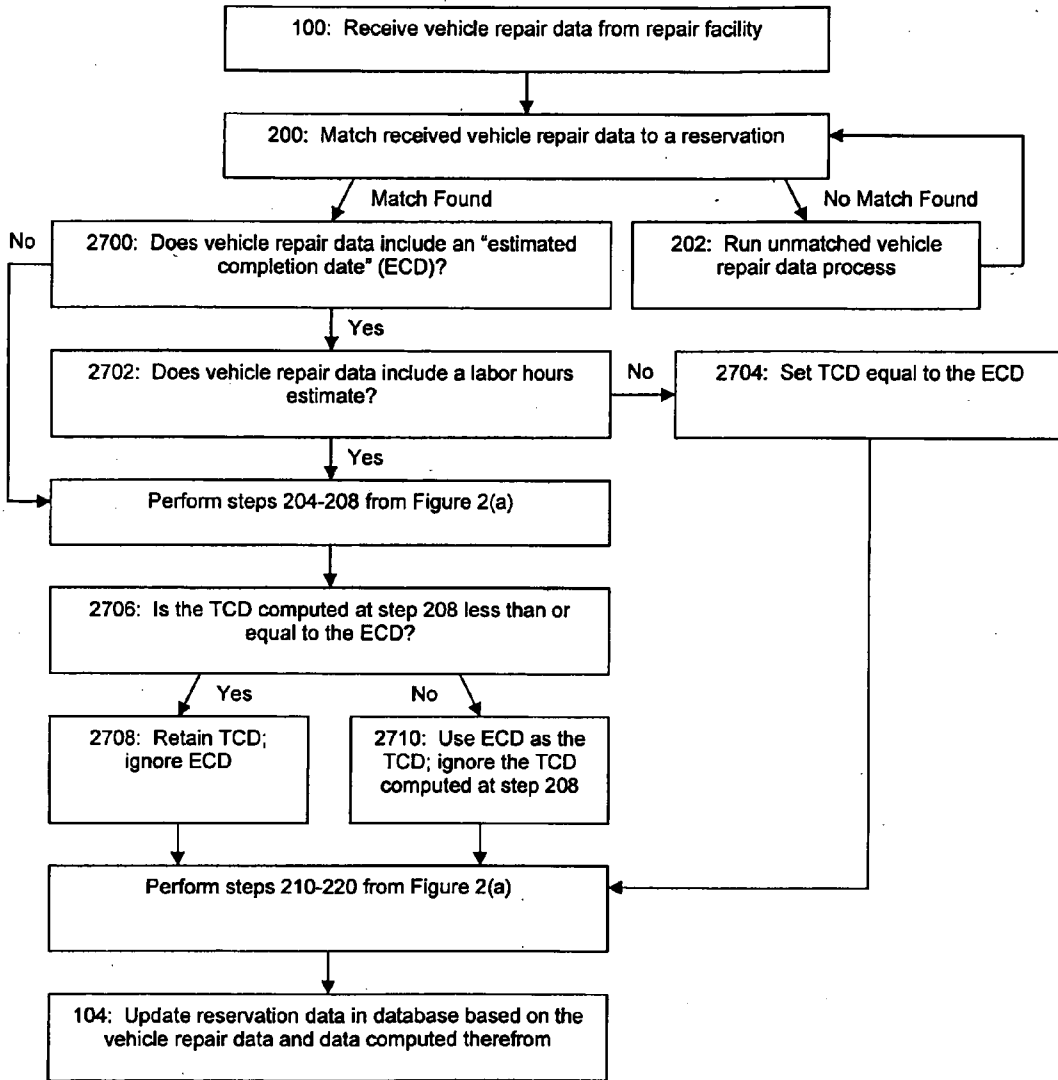 100: Receive vehicle repair data from repair facility
200: Match received vehicle repair data to a reservation
Match Found
No Match Found
No
2700: Does vehicle repair data include an "estimated
completion date" (ECD)?
202: Run unmatched vehicle
repair data process
Yes
2702: Does vehicle repair data include a labor hours
estimate?
No
2704: Set TCD equal to the ECD
Yes
Perform steps 204-208 from Figure 2(a)
2706: Is the TCD computed at step 208 less than or
equal to the ECD?
Yes
No
2708: Retain TCD;
ignore ECD
2710: Use ECD as the
TCD; ignore the TCD
computed at step 208
Perform steps 210-220 from Figure 2(a)
104: Update reservation data in database based on the
vehicle repair data and data computed therefrom